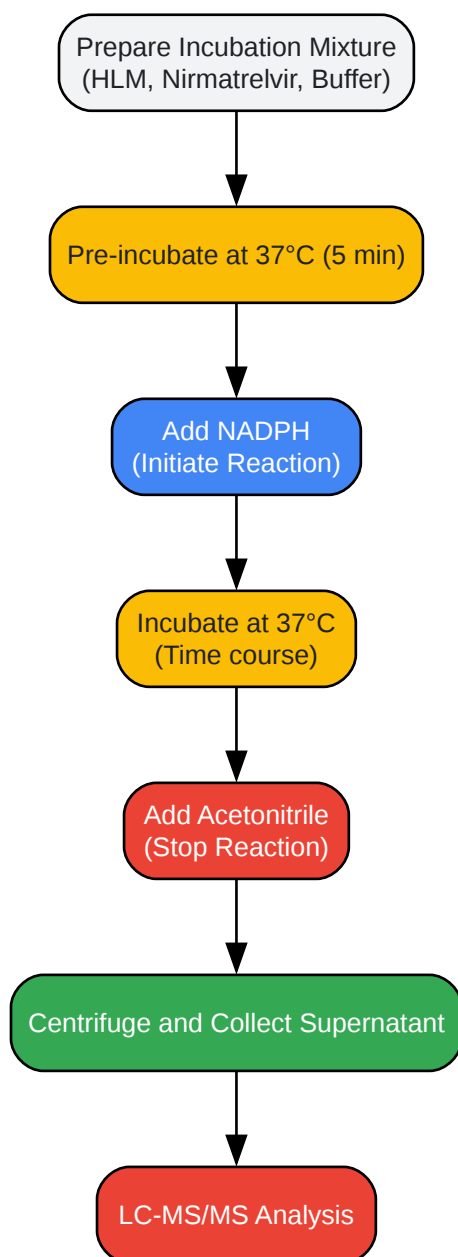 Prepare Incubation Mixture
(HLM, Nirmatrelvir, Buffer)
Pre-incubate at 37°C (5 min)
Add NADPH
(Initiate Reaction)
Incubate at 37°C
(Time course)
Add Acetonitrile
(Stop Reaction)
Centrifuge and Collect Supernatant
LC-MS/MS Analysis